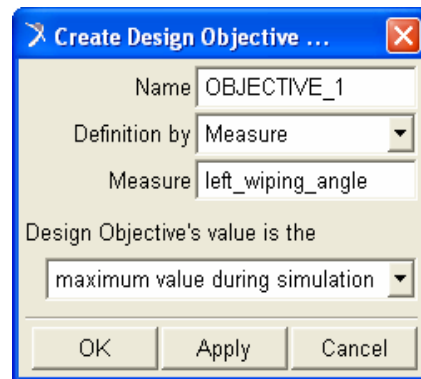 Create Design Objective ...
Name OBJECTIVE_1
Definition by Measure
Measure left_wiping_angle
Design Objective's value is the
maximum value during simulation
OK Apply Cancel